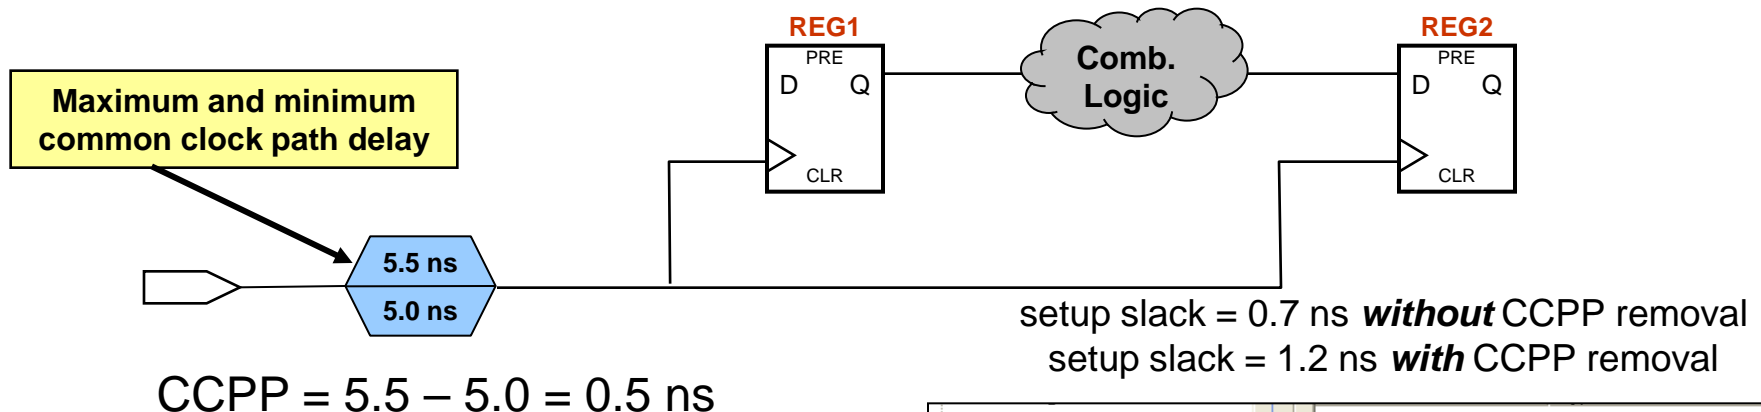 REG1
PRE
D Q
CLR
Comb.
Logic
REG2
PRE
D Q
CLR
Maximum and minimum
common clock path delay
5.5 ns
5.0 ns
setup slack = 0.7 ns without CCPP removal
setup slack = 1.2 ns with CCPP removal
CCPP = 5.5 – 5.0 = 0.5 ns